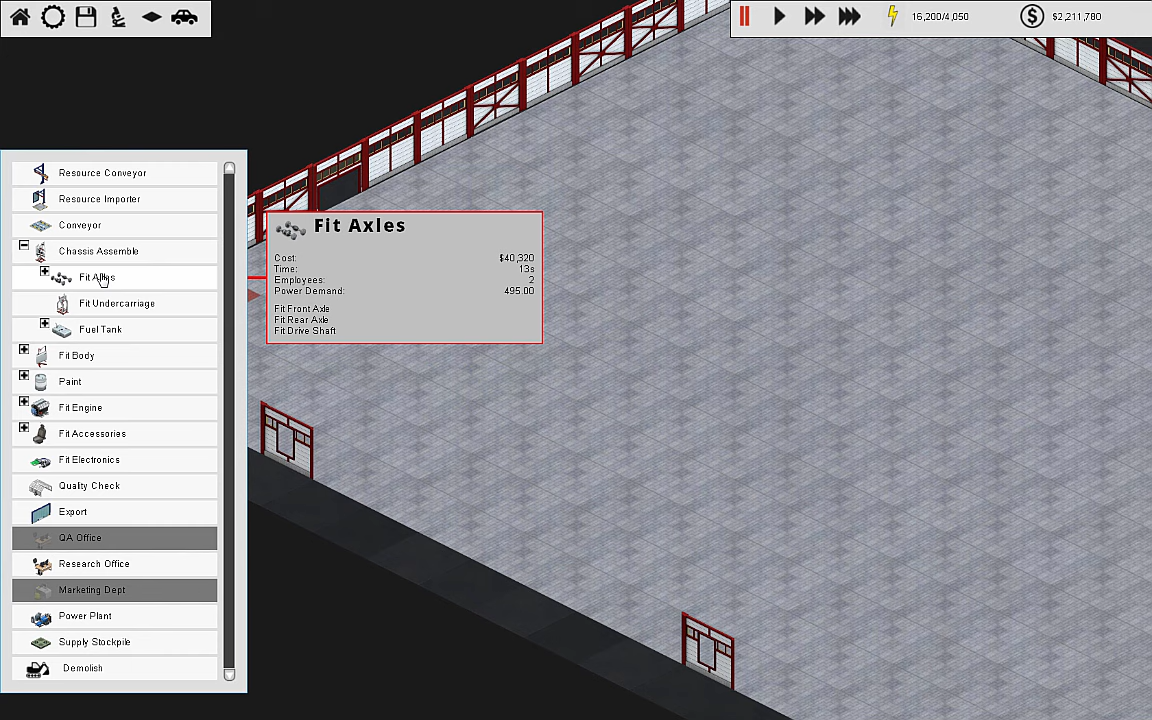 16,200/4,050
$2,211,780
Resource Conveyor
Resource Importer
Conveyor
Chassis Assemble
Fit Axles
Fit Undercarriage
Fuel Tank
Fit Body
Paint
Fit Engine
Fit Accessories
Fit Electronics
Quality Check
Export
QA Office
Research Office
Marketing Dept
Power Plant
Supply Stockpile
Demolish
Fit Axles
Cost: $40,320
Time: 13s
Employees: 2
Power Demand: 495.00
Fit Front Axle
Fit Rear Axle
Fit Drive Shaft